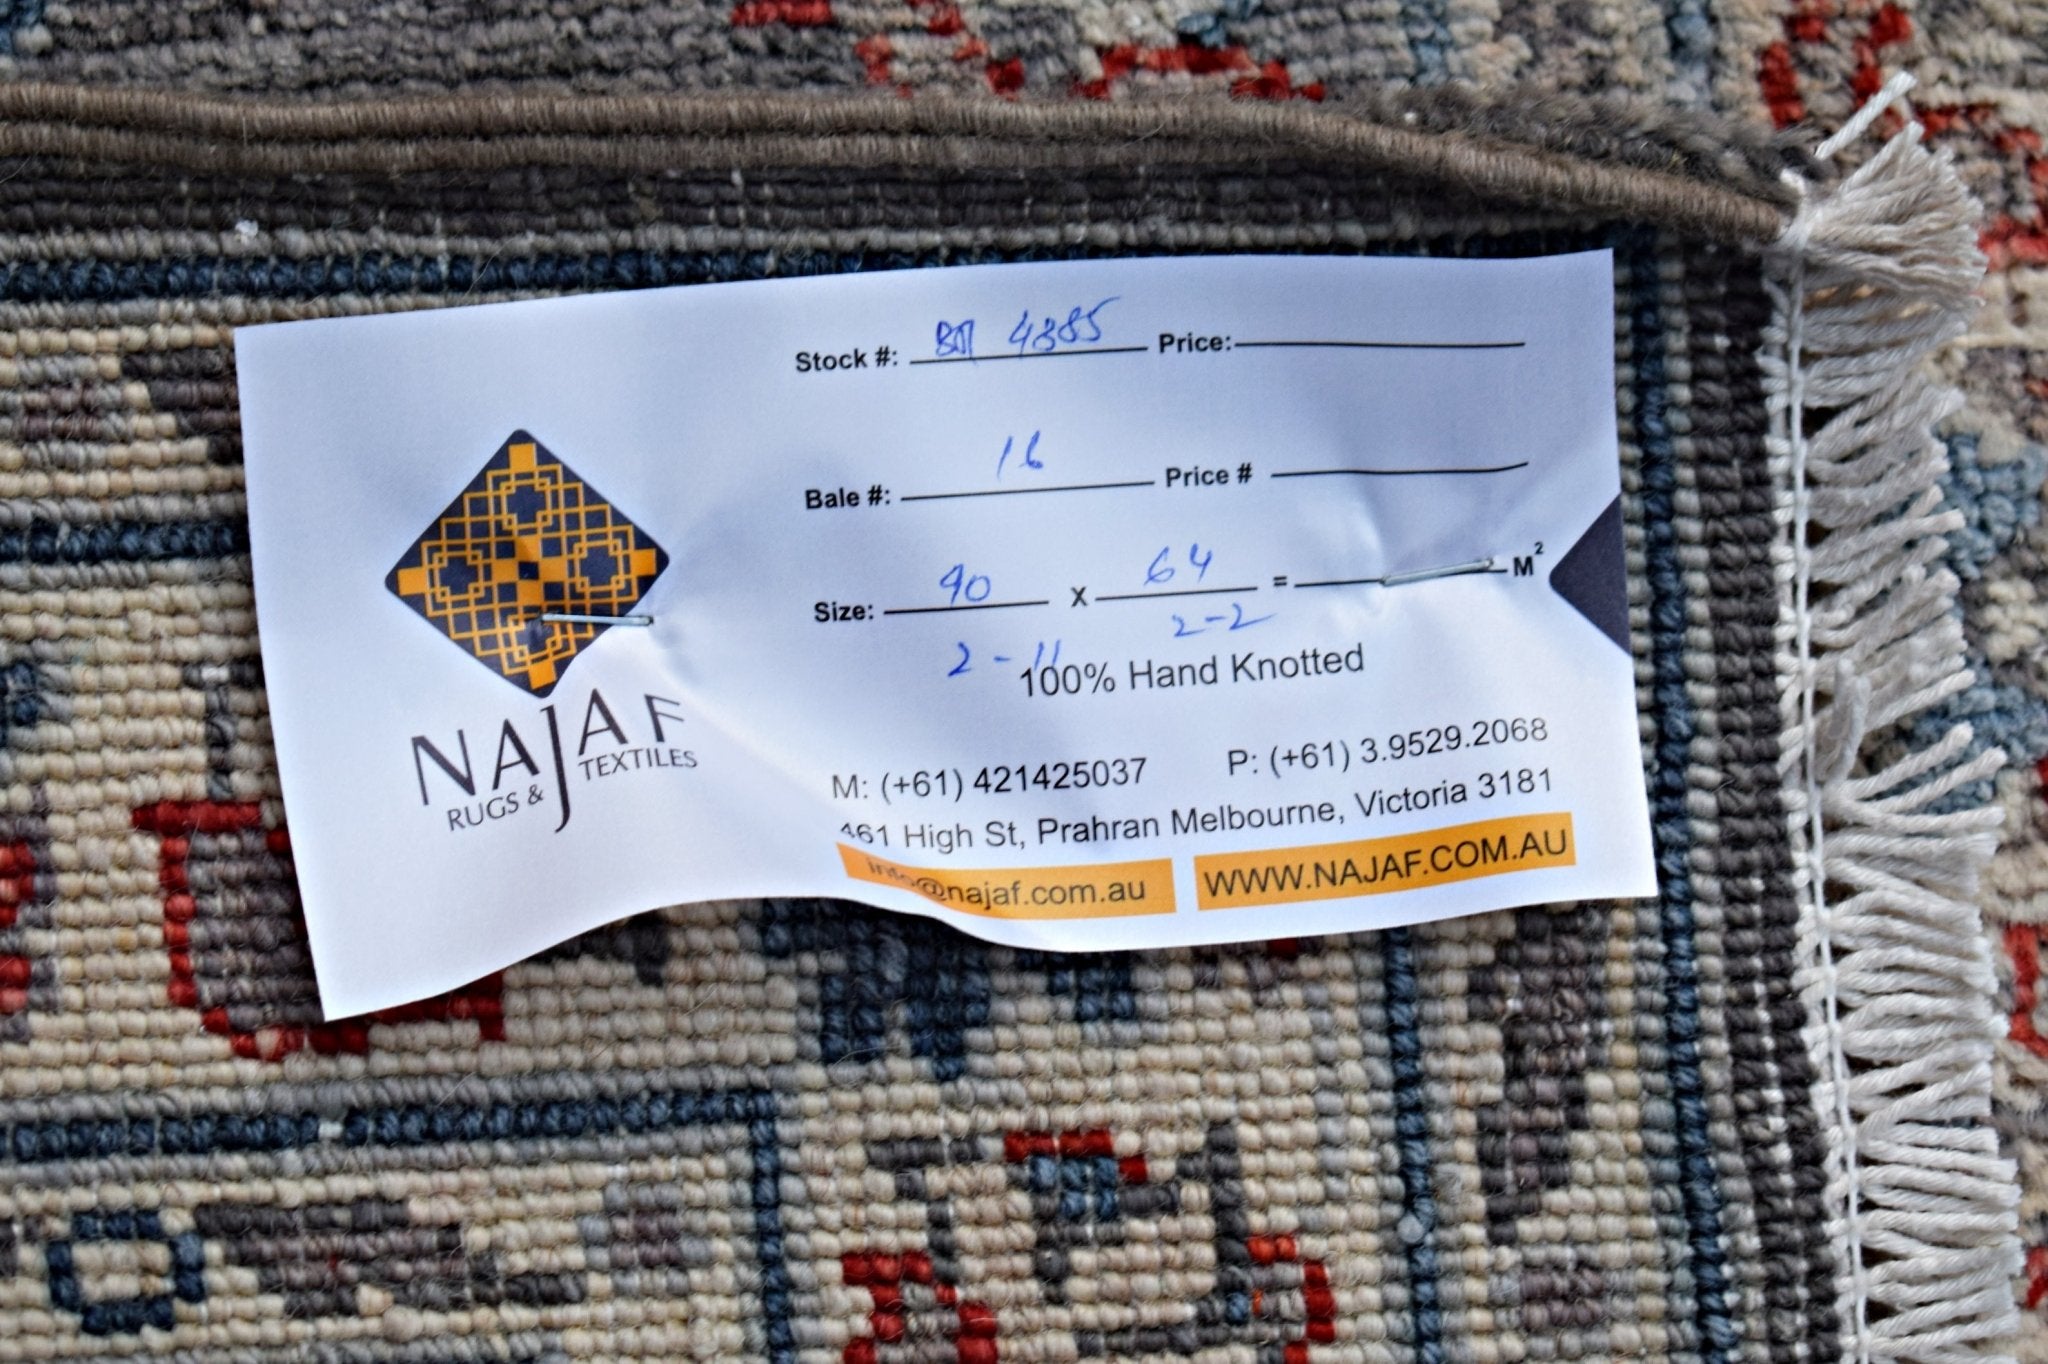 Stock #: 4385 Price:
Bale #: 16 Price #
Size: 90 X 64 = M²
2-11 2-2
100% Hand Knotted
NAJAF
RUGS & TEXTILES
M: (+61) 421425037 P: (+61) 3.9529.2068
461 High St, Prahran Melbourne, Victoria 3181
info@najaf.com.au WWW.NAJAF.COM.AU